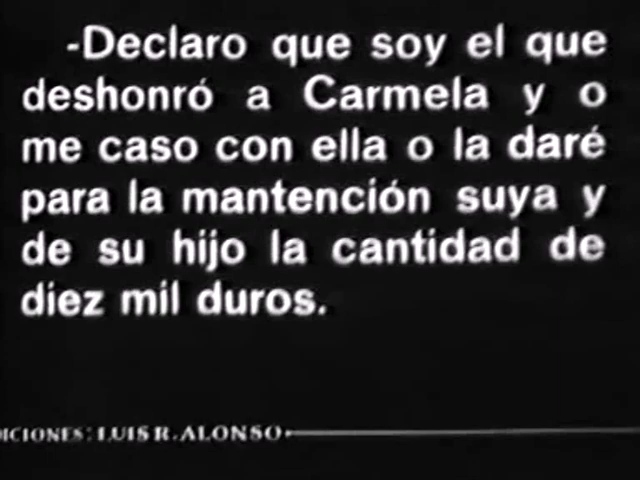 -Declaro que soy el que
deshonró a Carmela y o
me caso con ella o la daré
para la mantención suya y
de su hijo la cantidad de
diez mil duros.
LUIS R. ALONSO